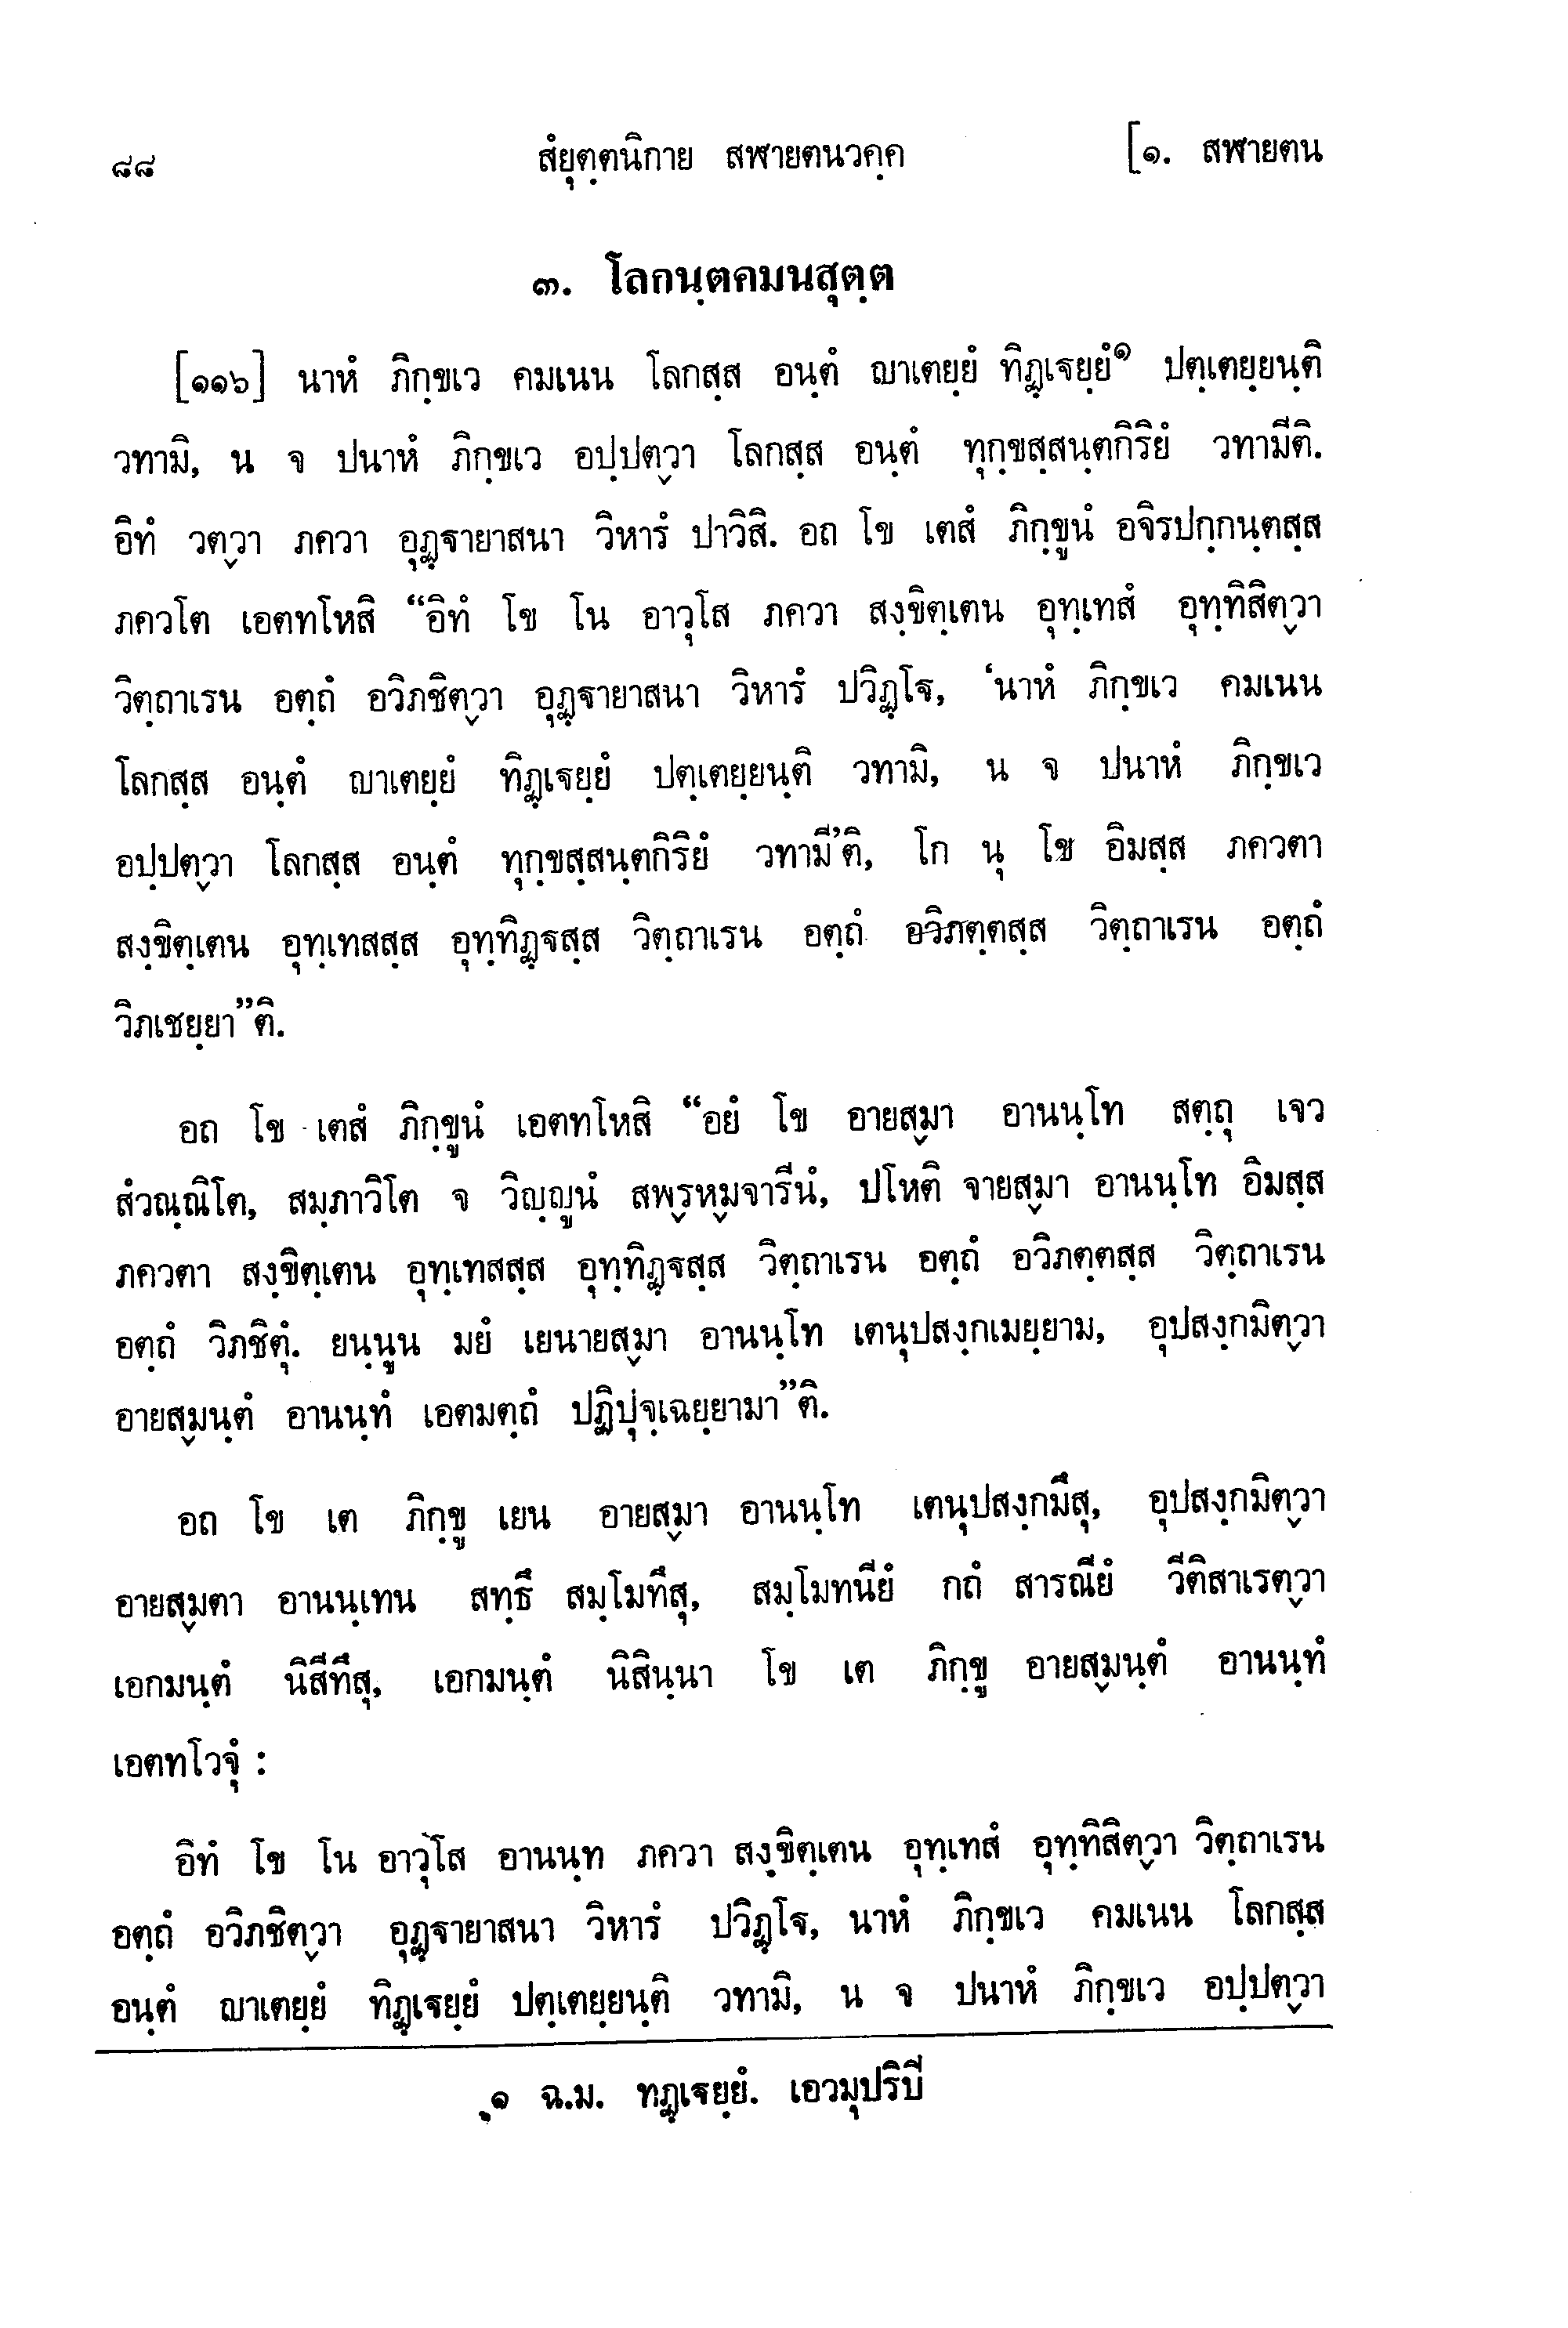 ๘๘ สํยุตฺตนิกาย สฬายตนวคฺค [๑. สฬายตน
๓. โลกนฺตคมนสุตฺต
[๑๑๖] นาหํ ภิกฺขเว คมเนน โลกสฺส อนฺตํ ญาเตยฺยํ ทิฏฺเฐยฺยํ๑ ปตฺเตยฺยนฺติ
วทามิ, น จ ปนาหํ ภิกฺขเว อปฺปตฺวา โลกสฺส อนฺตํ ทุกฺขสฺสนฺตกิริยํ วทามีติ.
อิทํ วตฺวา ภควา อุฏฺฐายาสนา วิหารํ ปาวิสิ. อถ โข เตสํ ภิกฺขูนํ อจิรปกฺกนฺตสฺส
ภควโต เอตทโหสิ “อิทํ โข โน อาวุโส ภควา สงฺขิตฺเตน อุทฺเทสํ อุทฺทิสิตฺวา
วิตฺถาเรน อตฺถํ อวิภชิตฺวา อุฏฺฐายาสนา วิหารํ ปวิฏฺโฐ, ‘นาหํ ภิกฺขเว คมเนน
โลกสฺส อนฺตํ ญาเตยฺยํ ทิฏฺเฐยฺยํ ปตฺเตยฺยนฺติ วทามิ, น จ ปนาหํ ภิกฺขเว
อปฺปตฺวา โลกสฺส อนฺตํ ทุกฺขสฺสนฺตกิริยํ วทามี’ติ, โก นุ โข อิมสฺส ภควตา
สงฺขิตฺเตน อุทฺเทสสฺส อุทฺทิฏฺฐสฺส วิตฺถาเรน อตฺถํ อวิภตฺตสฺส วิตฺถาเรน อตฺถํ
วิภเชยฺยา”ติ.
อถ โข เตสํ ภิกฺขูนํ เอตทโหสิ “อยํ โข อายสฺมา อานนฺโท สตฺถุ เจว
สํวณฺณิโต, สมฺภาวิโต จ วิญฺญูนํ สพฺรหฺมจารีนํ, ปโหติ จายสฺมา อานนฺโท อิมสฺส
ภควตา สงฺขิตฺเตน อุทฺเทสสฺส อุทฺทิฏฺฐสฺส วิตฺถาเรน อตฺถํ อวิภตฺตสฺส วิตฺถาเรน
อตฺถํ วิภชิตุํ. ยนฺนูน มยํ เยนายสฺมา อานนฺโท เตนุปสงฺกเมยฺยาม, อุปสงฺกมิตฺวา
อายสฺมนฺตํ อานนฺทํ เอตมตฺถํ ปฏิปุจฺเฉยฺยามา”ติ.
อถ โข เต ภิกฺขู เยน อายสฺมา อานนฺโท เตนุปสงฺกมึสุ, อุปสงฺกมิตฺวา
อายสฺมตา อานนฺเทน สทฺธึ สมฺโมทึสุ, สมฺโมทนียํ กถํ สารณียํ วีติสาเรตฺวา
เอกมนฺตํ นิสีทึสุ, เอกมนฺตํ นิสินฺนา โข เต ภิกฺขู อายสฺมนฺตํ อานนฺทํ
เอตทโวจุํ :
อิทํ โข โน อาวุโส อานนฺท ภควา สงฺขิตฺเตน อุทฺเทสํ อุทฺทิสิตฺวา วิตฺถาเรน
อตฺถํ อวิภชิตฺวา อุฏฺฐายาสนา วิหารํ ปวิฏฺโฐ, นาหํ ภิกฺขเว คมเนน โลกสฺส
อนฺตํ ญาเตยฺยํ ทิฏฺเฐยฺยํ ปตฺเตยฺยนฺติ วทามิ, น จ ปนาหํ ภิกฺขเว อปฺปตฺวา
๑ ฉ.ม. ทฏฺเฐยฺยํ. เอวมุปริปี